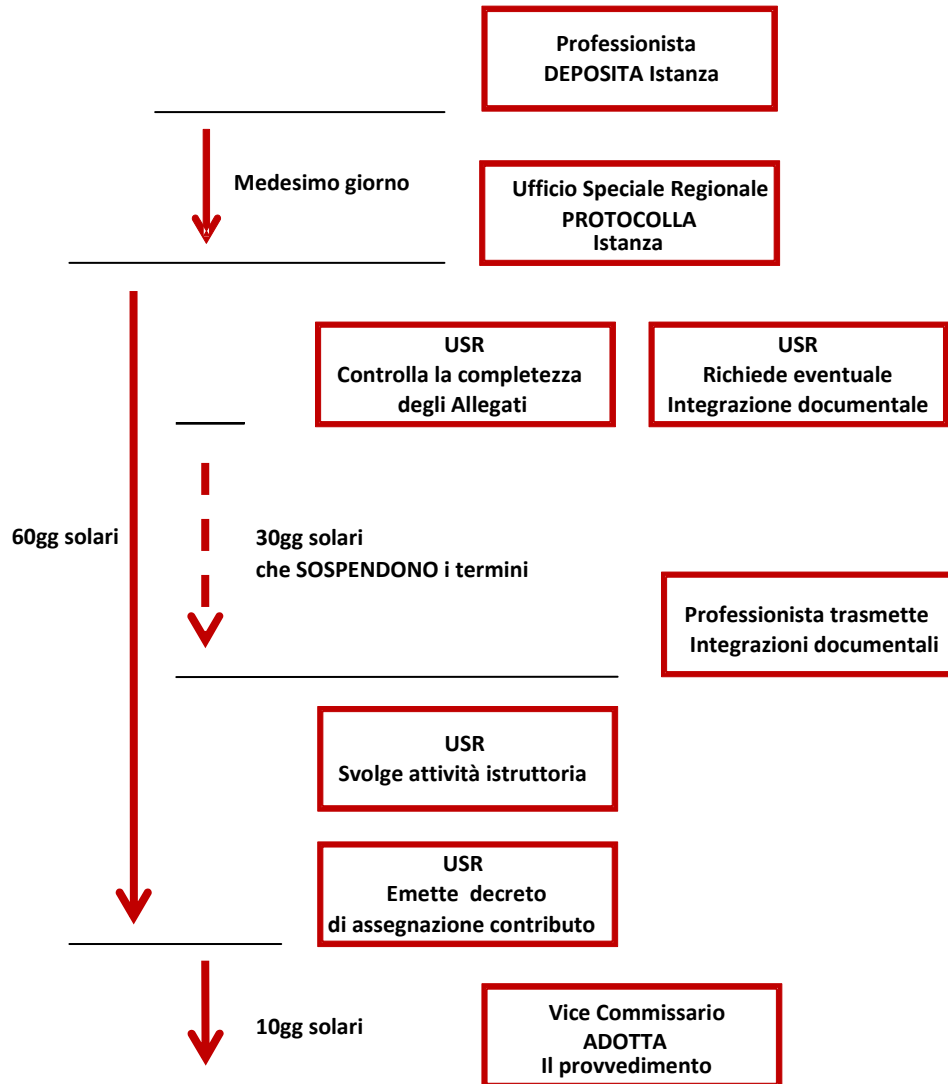 Professionista
DEPOSITA Istanza
Medesimo giorno
Ufficio Speciale Regionale
PROTOCOLLA
Istanza
USR
Controlla la completezza
degli Allegati
USR
Richiede eventuale
Integrazione documentale
60gg solari
30gg solari
che SOSPENDONO i termini
Professionista trasmette
Integrazioni documentali
USR
Svolge attività istruttoria
USR
Emette decreto
di assegnazione contributo
10gg solari
Vice Commissario
ADOTTA
Il provvedimento